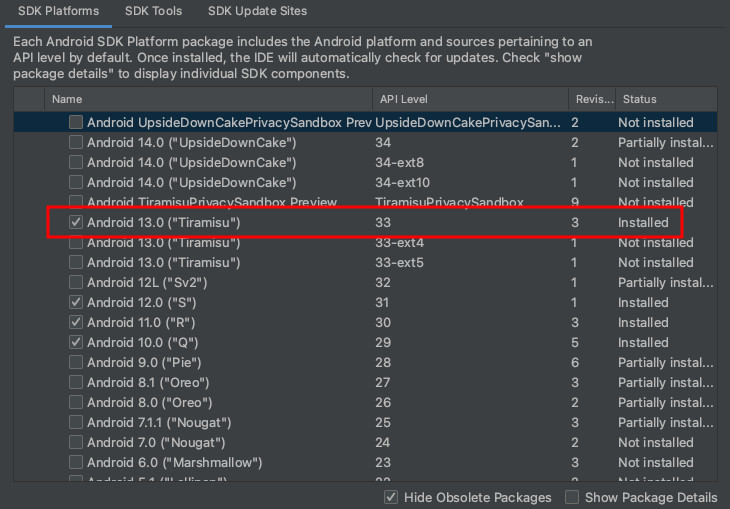 SDK Platforms SDK Tools SDK Update Sites
Each Android SDK Platform package includes the Android platform and sources pertaining to an
API level by default. Once installed, the IDE will automatically check for updates. Check "show
package details" to display individual SDK components.
Name API Level Revis... Status
Android UpsideDownCakePrivacySandbox Prev UpsideDownCakePrivacySan... 2 Not installed
Android 14.0 ("UpsideDownCake") 34 2 Partially instal...
Android 14.0 ("UpsideDownCake") 34-ext8 1 Not installed
Android 14.0 ("UpsideDownCake") 34-ext10 1 Not installed
Android TiramisuPrivacySandbox Preview TiramisuPrivacySandbox 9 Not installed
Android 13.0 ("Tiramisu") 33 3 Installed
Android 13.0 ("Tiramisu") 33-ext4 1 Not installed
Android 13.0 ("Tiramisu") 33-ext5 1 Not installed
Android 12L ("Sv2") 32 1 Partially instal...
Android 12.0 ("S") 31 1 Installed
Android 11.0 ("R") 30 3 Installed
Android 10.0 ("Q") 29 5 Installed
Android 9.0 ("Pie") 28 6 Partially instal...
Android 8.1 ("Oreo") 27 3 Partially instal...
Android 8.0 ("Oreo") 26 2 Partially instal...
Android 7.1.1 ("Nougat") 25 3 Partially instal...
Android 7.0 ("Nougat") 24 2 Not installed
Android 6.0 ("Marshmallow") 23 3 Not installed
Android 5.1 ("Lollipop") 22 2 Not installed
Hide Obsolete Packages Show Package Details